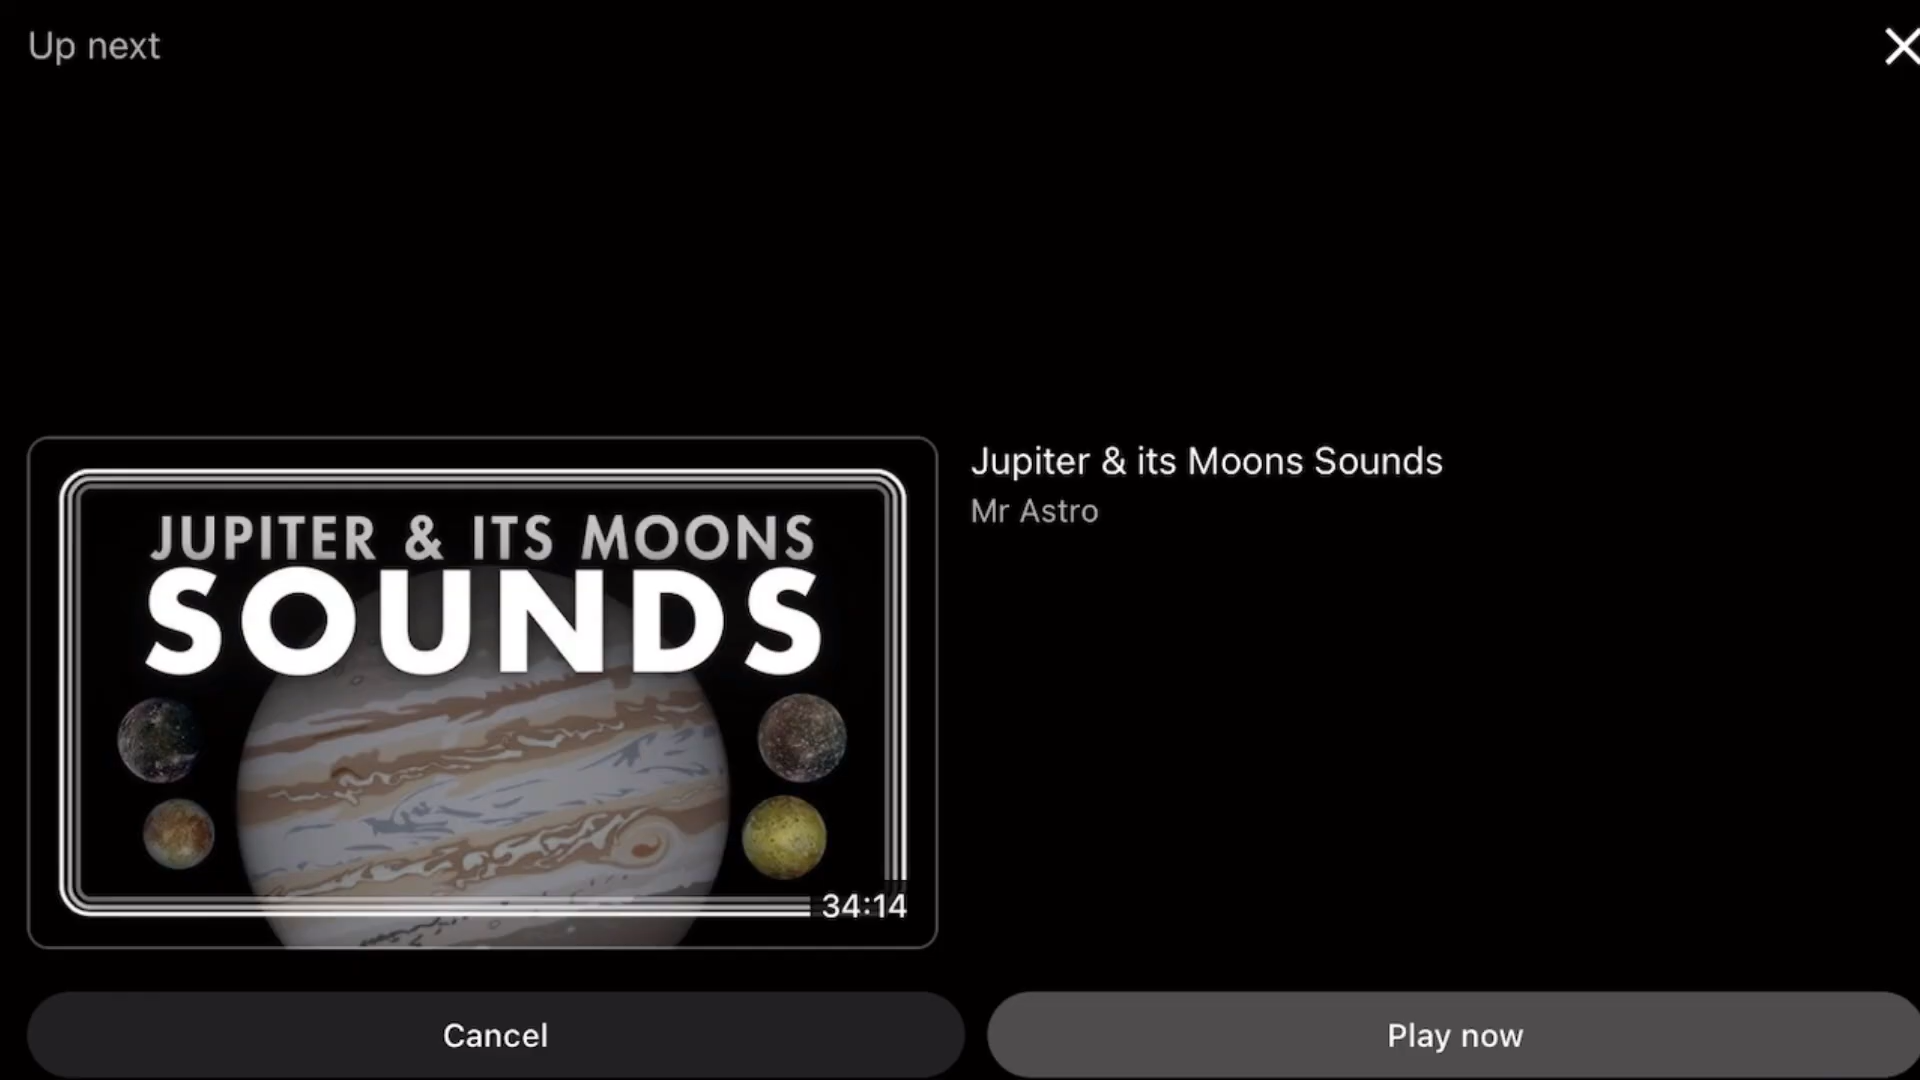 Up next
JUPITER & ITS MOONS
SOUNDS
34:14
Jupiter & its Moons Sounds
Mr Astro
Cancel
Play now